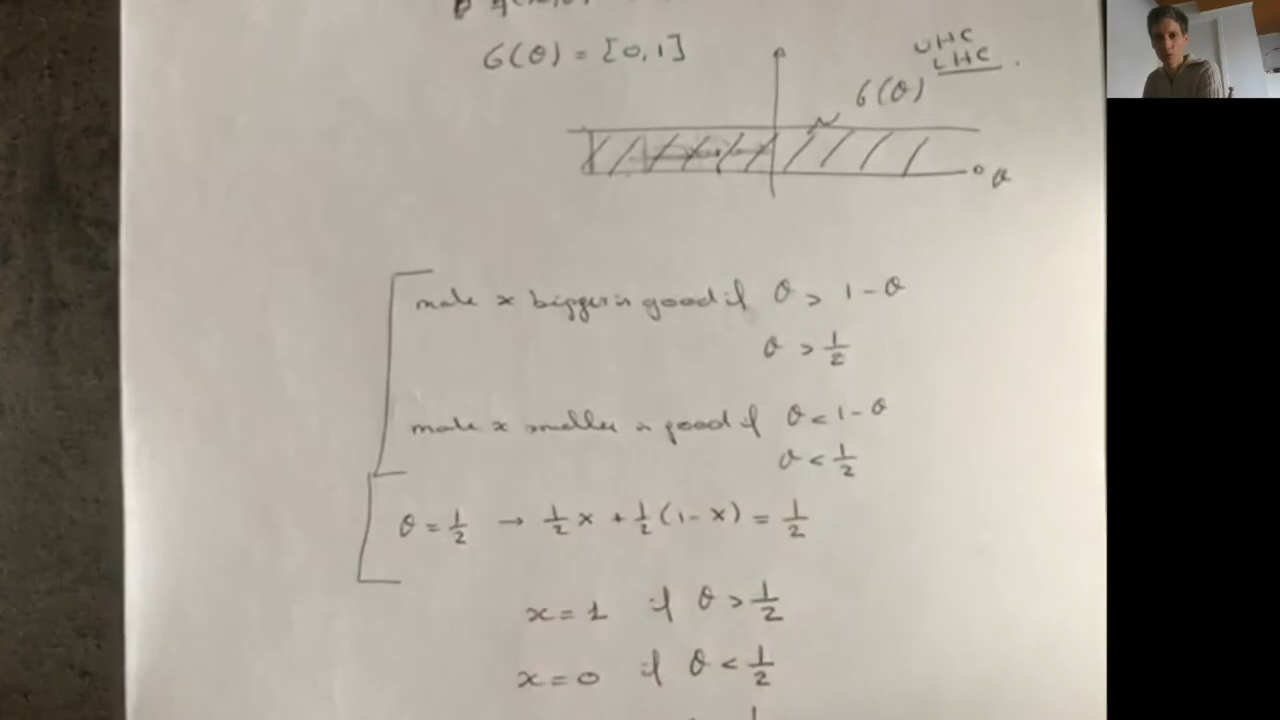 G(θ) = [0,1]
UHC
LHC
G(θ)
θ
make x bigger is good if θ > 1-θ
θ > 1/2
make x smaller is good if θ < 1-θ
θ < 1/2
θ = 1/2 → 1/2 x + 1/2 (1-x) = 1/2
x = 1 if θ > 1/2
x = 0 if θ < 1/2